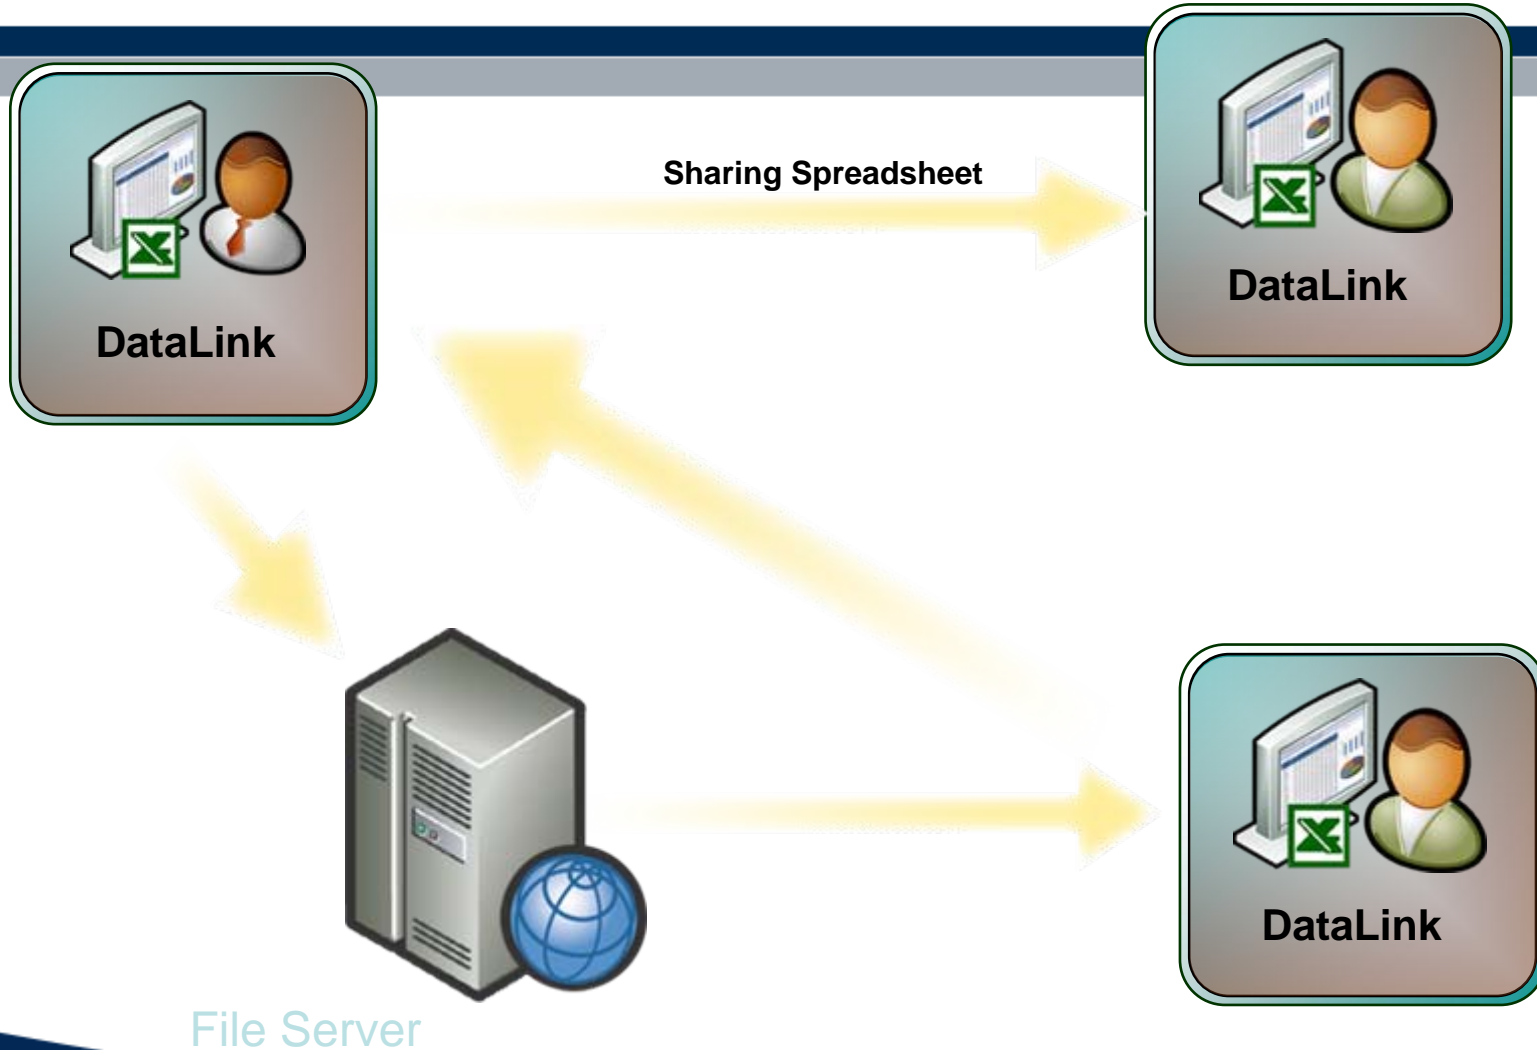 Sharing Spreadsheet
DataLink
DataLink
DataLink
File Server